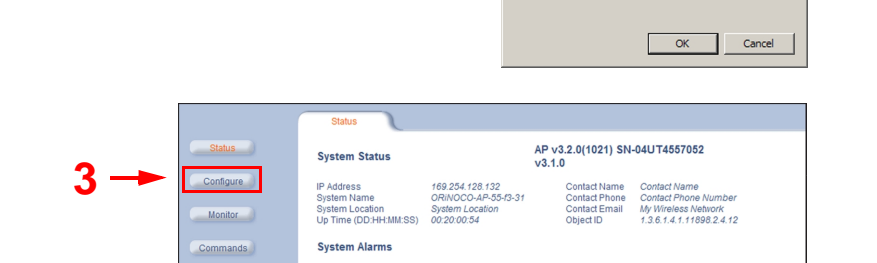 OK Cancel
Status
Status
System Status
AP v3.2.0(1021) SN-04UT4557052
v3.1.0
3
Configure
IP Address 169.254.128.132 Contact Name Contact Name
System Name ORiNOCO-AP-55-f3-31 Contact Phone Contact Phone Number
Monitor
System Location System Location Contact Email My Wireless Network
Up Time (DD:HH:MM:SS) 00:20:00:54 Object ID 1.3.6.1.4.1.11898.2.4.12
Commands
System Alarms